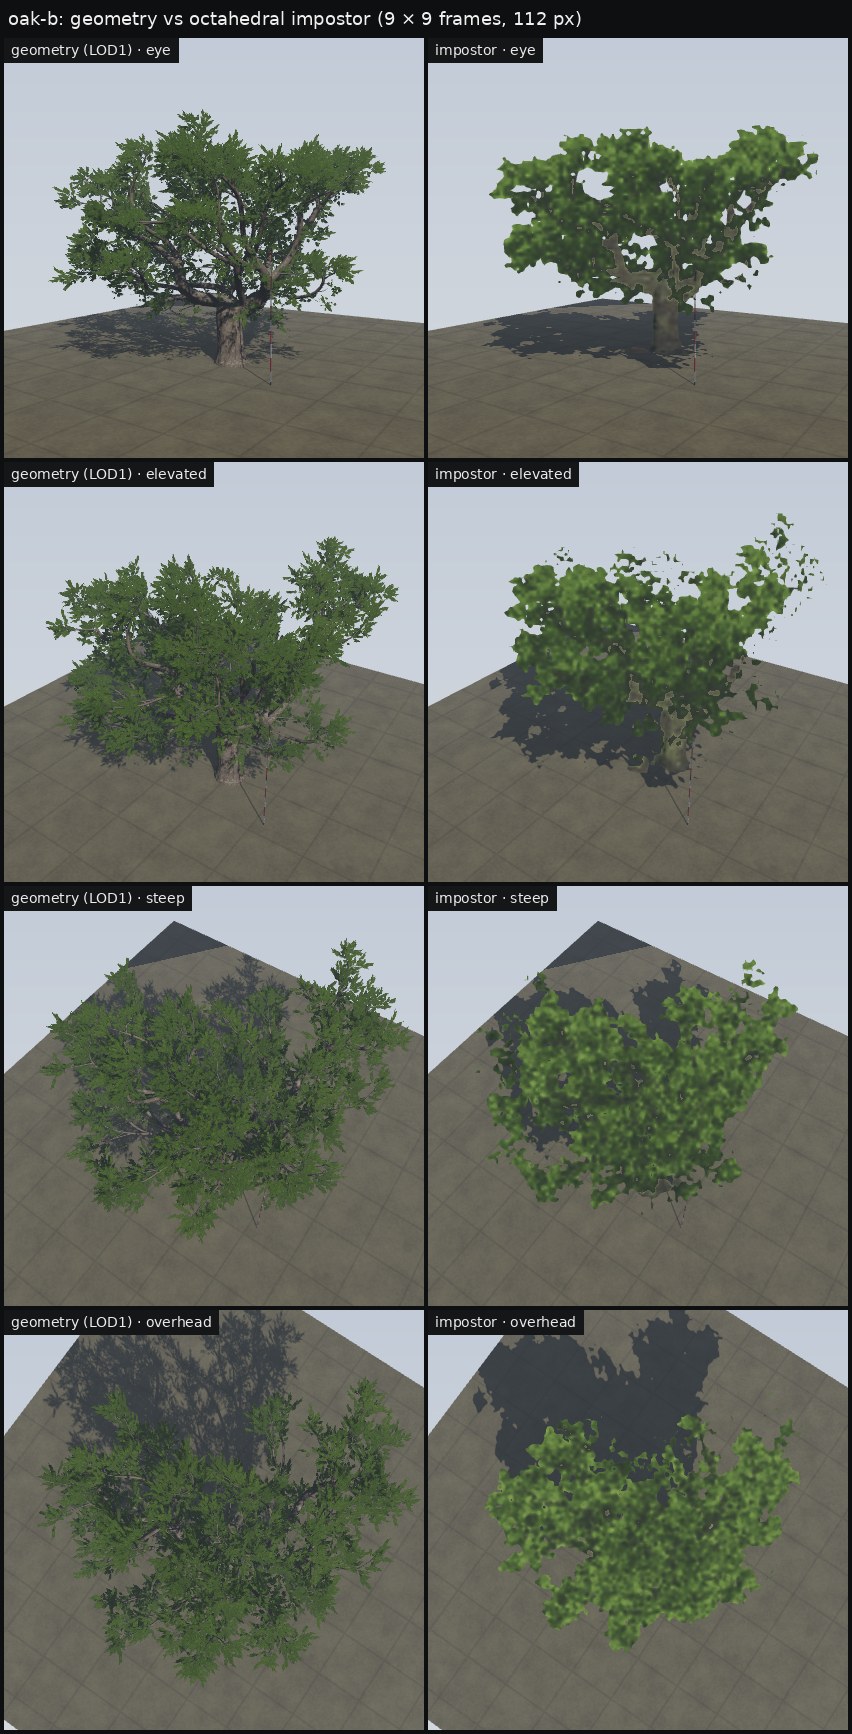 oak-b: geometry vs octahedral impostor (9 × 9 frames, 112 px)
geometry (LOD1) · eye
impostor · eye
geometry (LOD1) · elevated
impostor · elevated
geometry (LOD1) · steep
impostor · steep
geometry (LOD1) · overhead
impostor · overhead